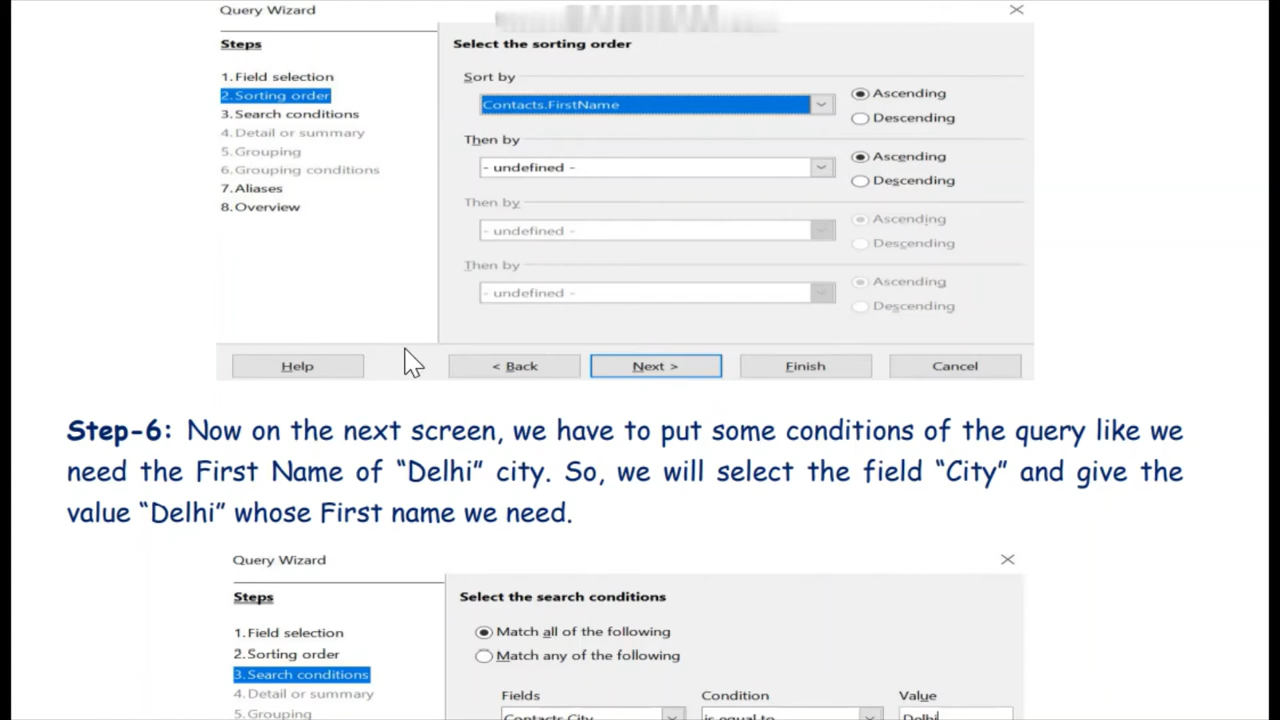 Query Wizard
Steps
1.Field selection
2.Sorting order
3.Search conditions
4.Detail or summary
5.Grouping
6.Grouping conditions
7.Aliases
8.Overview
Select the sorting order
Sort by
Contacts.FirstName
Ascending
Descending
Then by
- undefined -
Ascending
Descending
Then by
- undefined -
Ascending
Descending
Then by
- undefined -
Ascending
Descending
Help
< Back
Next >
Finish
Cancel
Step-6: Now on the next screen, we have to put some conditions of the query like we
need the First Name of “Delhi” city. So, we will select the field “City” and give the
value “Delhi” whose First name we need.
Query Wizard
Steps
1.Field selection
2.Sorting order
3.Search conditions
4.Detail or summary
5.Grouping
Select the search conditions
Match all of the following
Match any of the following
Fields Condition Value
Contacts.City is equal to Delhi